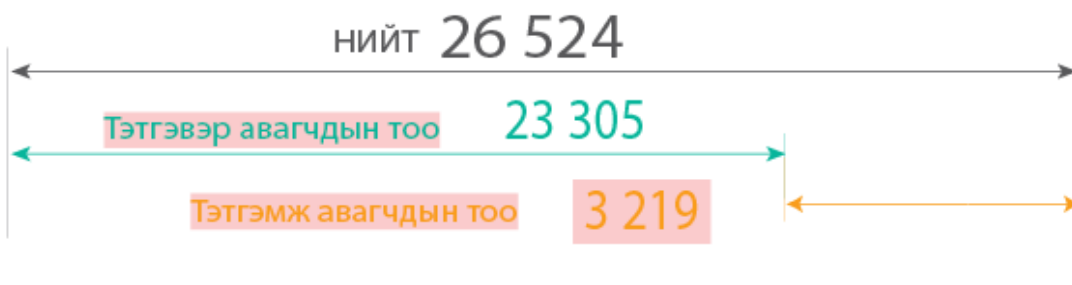 нийт 26 524
Тэтгэвэр авагчдын тоо 23 305
Тэтгэмж авагчдын тоо 3 219